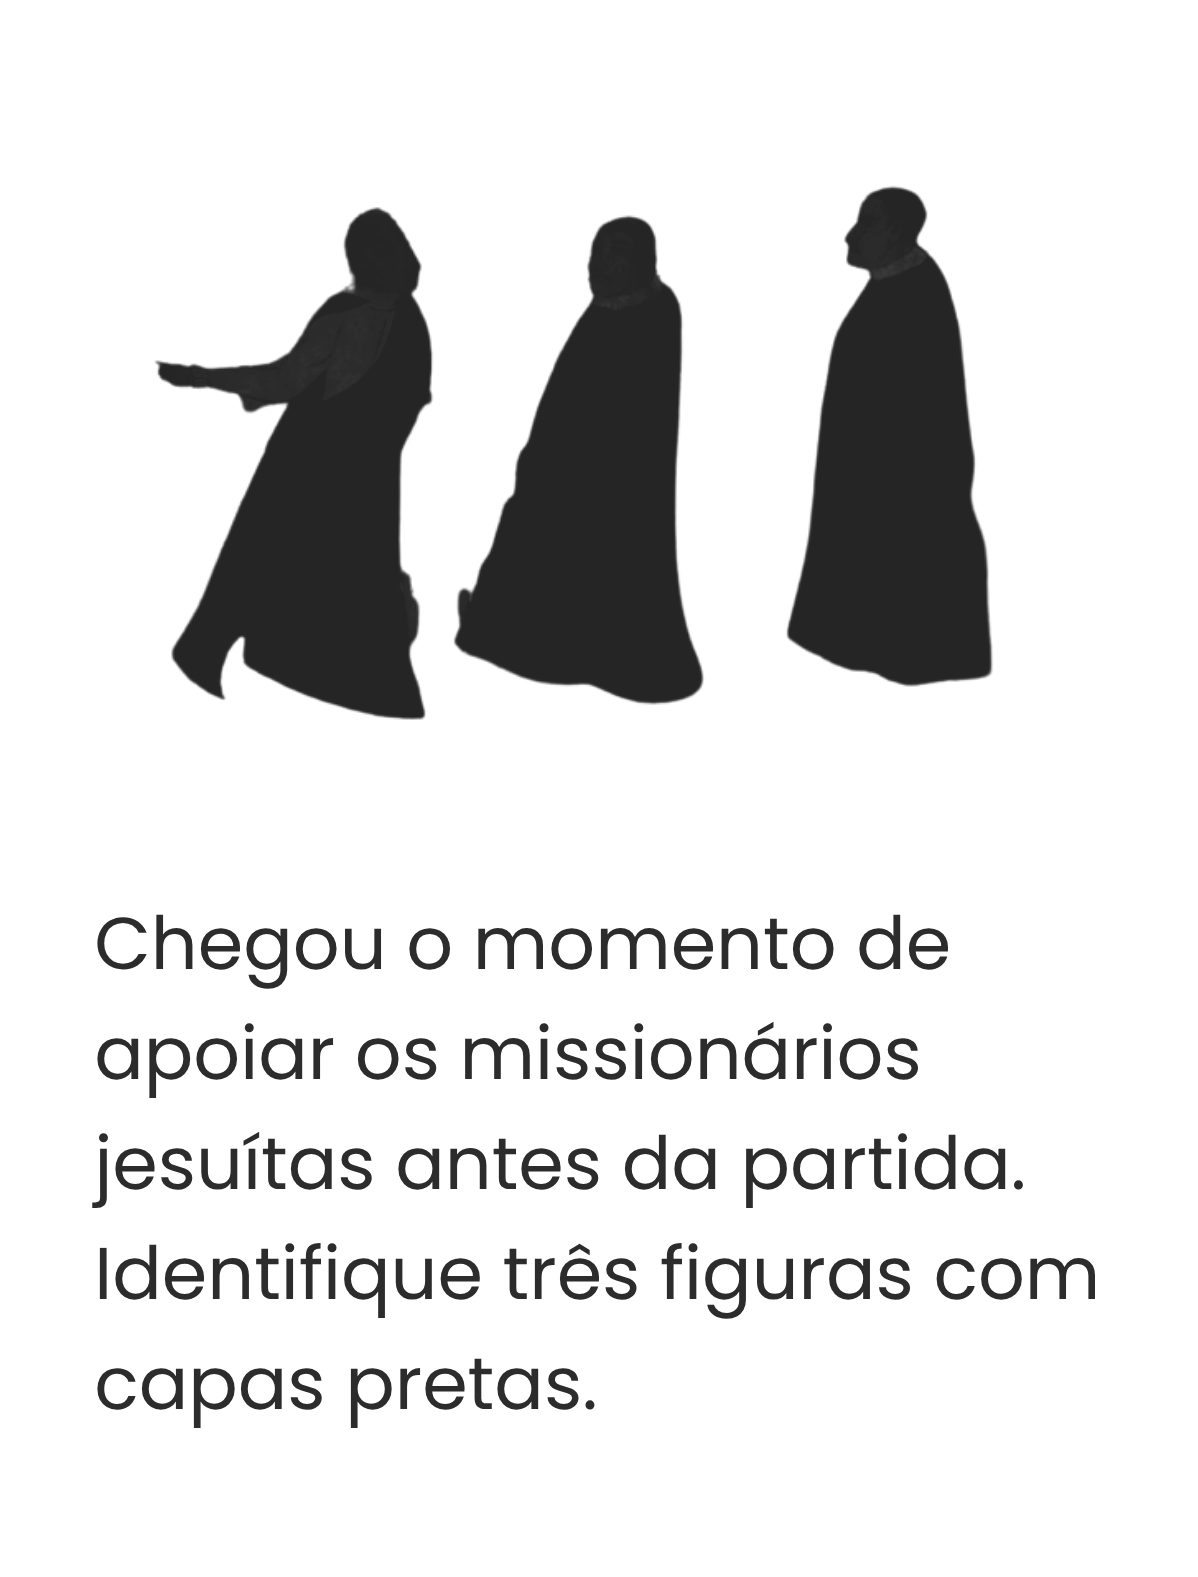 Chegou o momento de
apoiar os missionários
jesuítas antes da partida.
Identifique três figuras com
capas pretas.